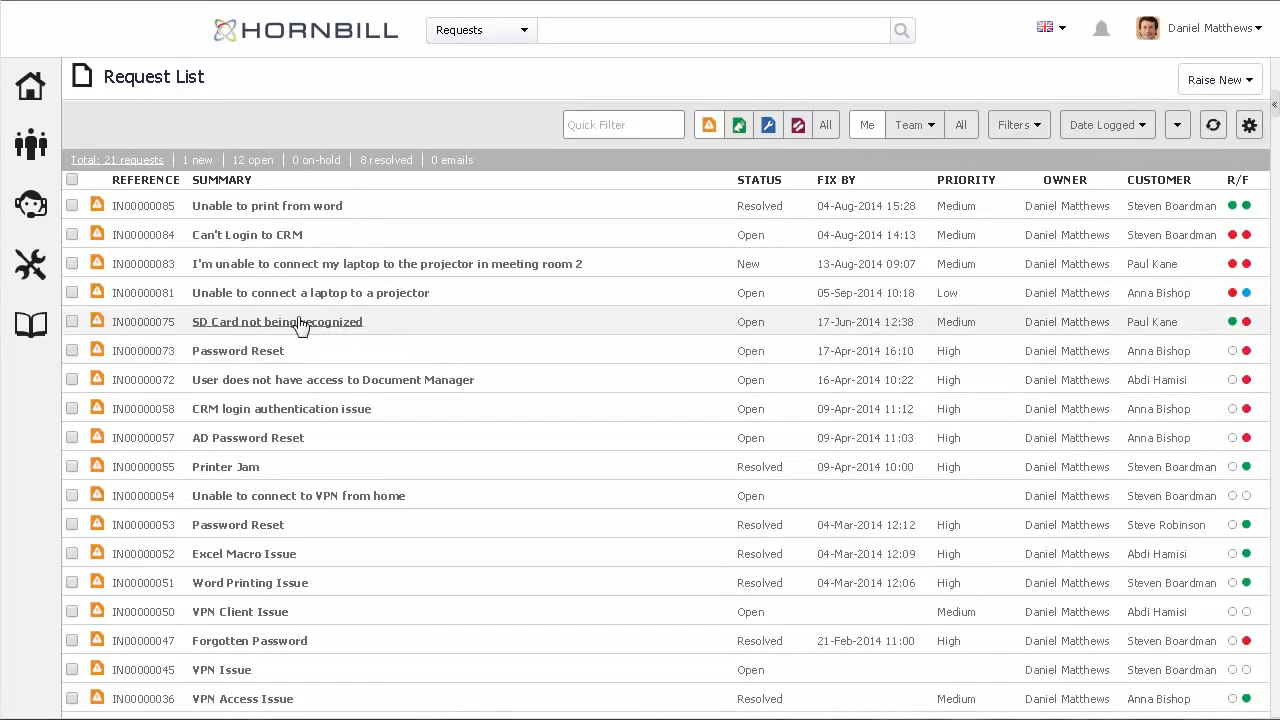 HORNBILL Requests Daniel Matthews
Request List Raise New
Quick Filter All Me Team All Filters Date Logged
Total: 21 requests | 1 new | 12 open | 0 on-hold | 8 resolved | 0 emails
REFERENCE SUMMARY STATUS FIX BY PRIORITY OWNER CUSTOMER R/F
IN00000085 Unable to print from word Resolved 04-Aug-2014 15:28 Medium Daniel Matthews Steven Boardman
IN00000084 Can't Login to CRM Open 04-Aug-2014 14:13 Medium Daniel Matthews Steven Boardman
IN00000083 I'm unable to connect my laptop to the projector in meeting room 2 New 13-Aug-2014 09:07 Medium Daniel Matthews Paul Kane
IN00000081 Unable to connect a laptop to a projector Open 05-Sep-2014 10:18 Low Daniel Matthews Anna Bishop
IN00000075 SD Card not being recognized Open 17-Jun-2014 12:38 Medium Daniel Matthews Paul Kane
IN00000073 Password Reset Open 17-Apr-2014 16:10 High Daniel Matthews Anna Bishop
IN00000072 User does not have access to Document Manager Open 16-Apr-2014 10:22 High Daniel Matthews Abdi Hamisi
IN00000058 CRM login authentication issue Open 09-Apr-2014 11:12 High Daniel Matthews Anna Bishop
IN00000057 AD Password Reset Open 09-Apr-2014 11:03 High Daniel Matthews Anna Bishop
IN00000055 Printer Jam Resolved 09-Apr-2014 10:00 High Daniel Matthews Steven Boardman
IN00000054 Unable to connect to VPN from home Open Daniel Matthews Steven Boardman
IN00000053 Password Reset Resolved 04-Mar-2014 12:12 High Daniel Matthews Steve Robinson
IN00000052 Excel Macro Issue Resolved 04-Mar-2014 12:09 High Daniel Matthews Abdi Hamisi
IN00000051 Word Printing Issue Resolved 04-Mar-2014 12:06 High Daniel Matthews Steven Boardman
IN00000050 VPN Client Issue Open Medium Daniel Matthews Abdi Hamisi
IN00000047 Forgotten Password Resolved 21-Feb-2014 11:00 High Daniel Matthews Steven Boardman
IN00000045 VPN Issue Open Daniel Matthews Steven Boardman
IN00000036 VPN Access Issue Resolved Medium Daniel Matthews Anna Bishop